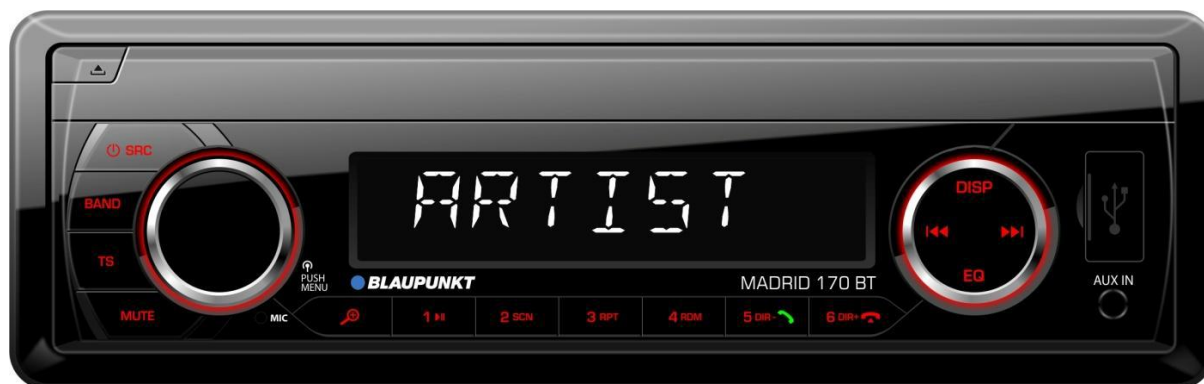 SRC
ARTIST
DISP
BAND
TS
EQ
PUSH
MENU
BLAUPUNKT
MADRID 170 BT
AUX IN
MUTE
MIC
1
2 SCN
3 RPT
4 RDM
5 DIR-
6 DIR+